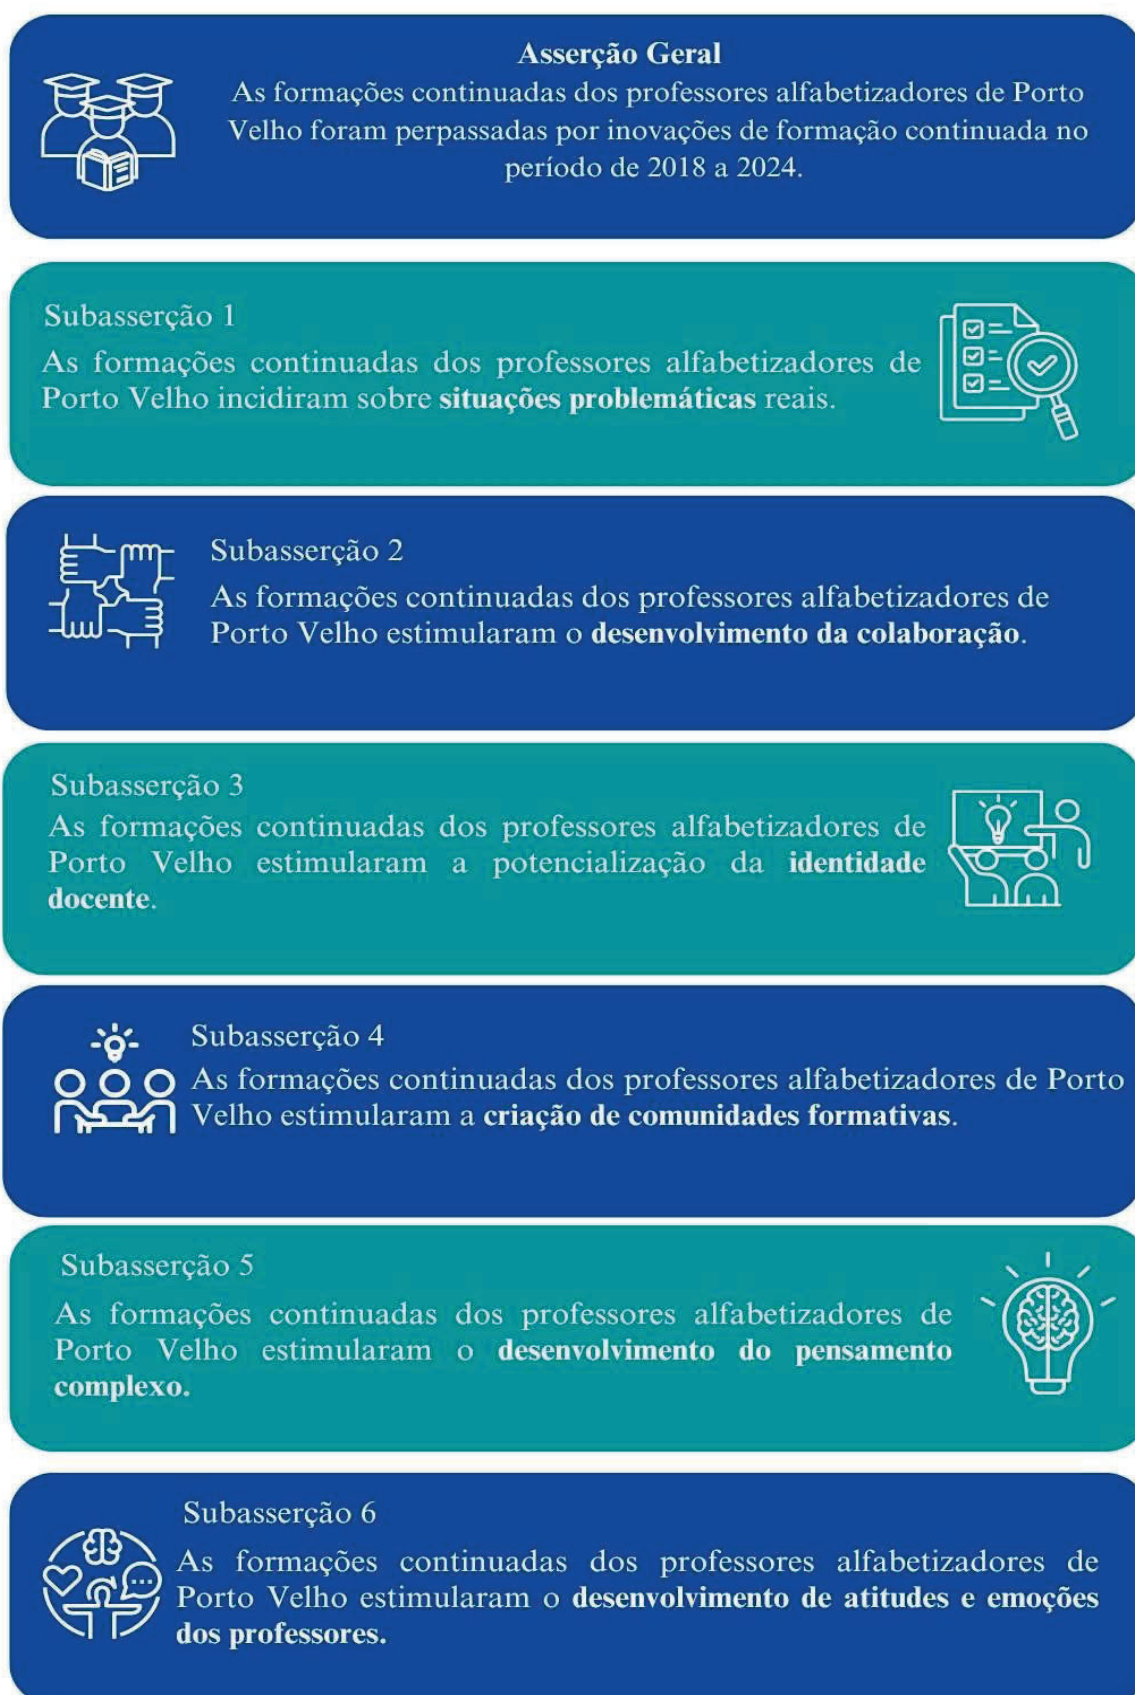 Asserção Geral
As formações continuadas dos professores alfabetizadores de Porto
Velho foram perpassadas por inovações de formação continuada no
período de 2018 a 2024.
Subasserção 1
As formações continuadas dos professores alfabetizadores de
Porto Velho incidiram sobre situações problemáticas reais.
Subasserção 2
As formações continuadas dos professores alfabetizadores de
Porto Velho estimularam o desenvolvimento da colaboração.
Subasserção 3
As formações continuadas dos professores alfabetizadores de
Porto Velho estimularam a potencialização da identidade
docente.
Subasserção 4
As formações continuadas dos professores alfabetizadores de Porto
Velho estimularam a criação de comunidades formativas.
Subasserção 5
As formações continuadas dos professores alfabetizadores de
Porto Velho estimularam o desenvolvimento do pensamento
complexo.
Subasserção 6
As formações continuadas dos professores alfabetizadores de
Porto Velho estimularam o desenvolvimento de atitudes e emoções
dos professores.